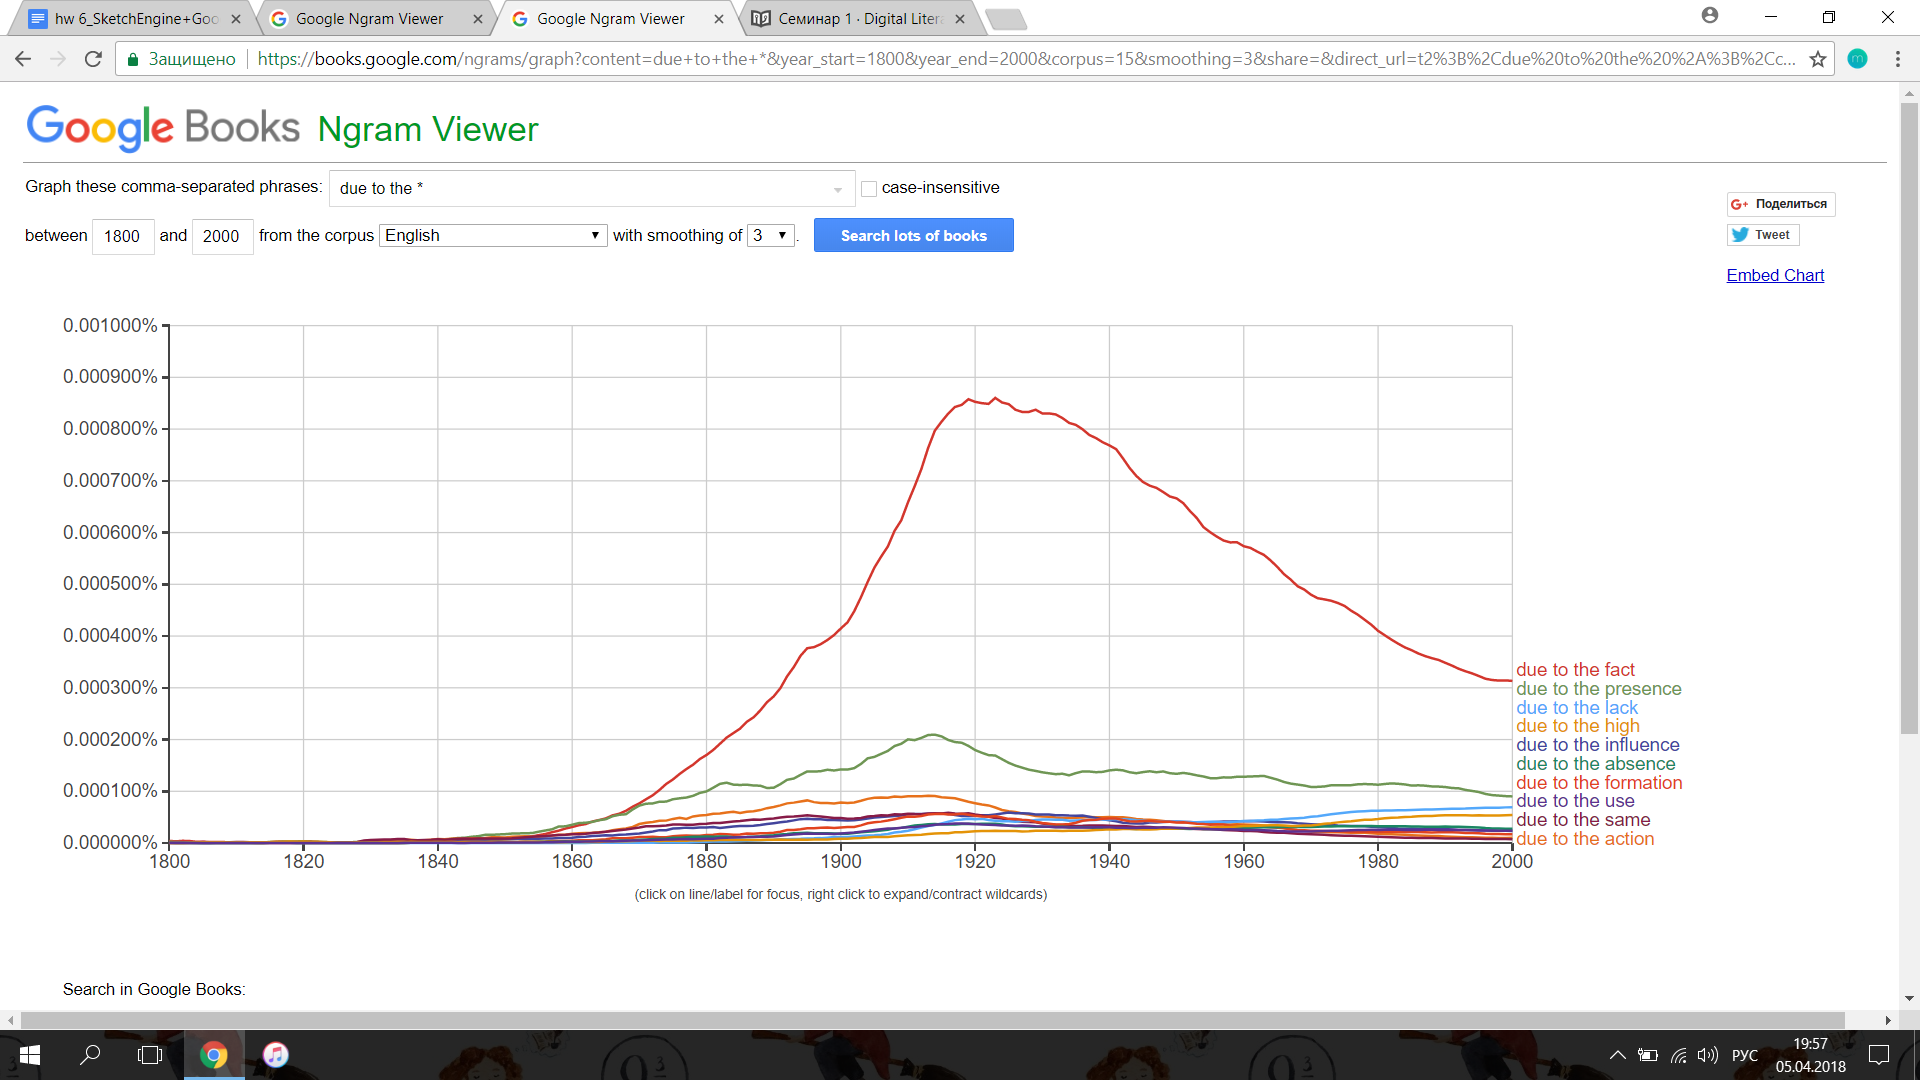 hw 6_SketchEngine+Goo
Google Ngram Viewer
Google Ngram Viewer
Семинар 1 · Digital Liter
Защищено
https://books.google.com/ngrams/graph?content=due+to+the+*&year_start=1800&year_end=2000&corpus=15&smoothing=3&share=&direct_url=t2%3B%2Cdue%20to%20the%20%2A%3B%2Cc...
m
Google Books Ngram Viewer
Graph these comma-separated phrases: due to the * case-insensitive
between 1800 and 2000 from the corpus English with smoothing of 3 . Search lots of books
G+ Поделиться
Tweet
Embed Chart
0.001000%
0.000900%
0.000800%
0.000700%
0.000600%
0.000500%
0.000400%
0.000300%
0.000200%
0.000100%
0.000000%
1800 1820 1840 1860 1880 1900 1920 1940 1960 1980 2000
due to the fact
due to the presence
due to the lack
due to the high
due to the influence
due to the absence
due to the formation
due to the use
due to the same
due to the action
(click on line/label for focus, right click to expand/contract wildcards)
Search in Google Books:
РУС
19:57
05.04.2018